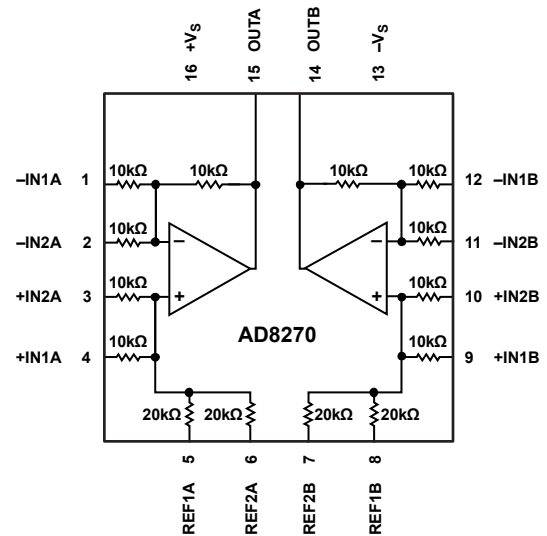 +VS
OUTA
OUTB
–VS
16
15
14
13
–IN1A 1 10kΩ 10kΩ 10kΩ 10kΩ 12 –IN1B
–IN2A 2 10kΩ – – 10kΩ 11 –IN2B
+IN2A 3 10kΩ + + 10kΩ 10 +IN2B
AD8270
+IN1A 4 10kΩ 10kΩ 9 +IN1B
20kΩ 20kΩ 20kΩ 20kΩ
5
6
7
8
REF1A
REF2A
REF2B
REF1B